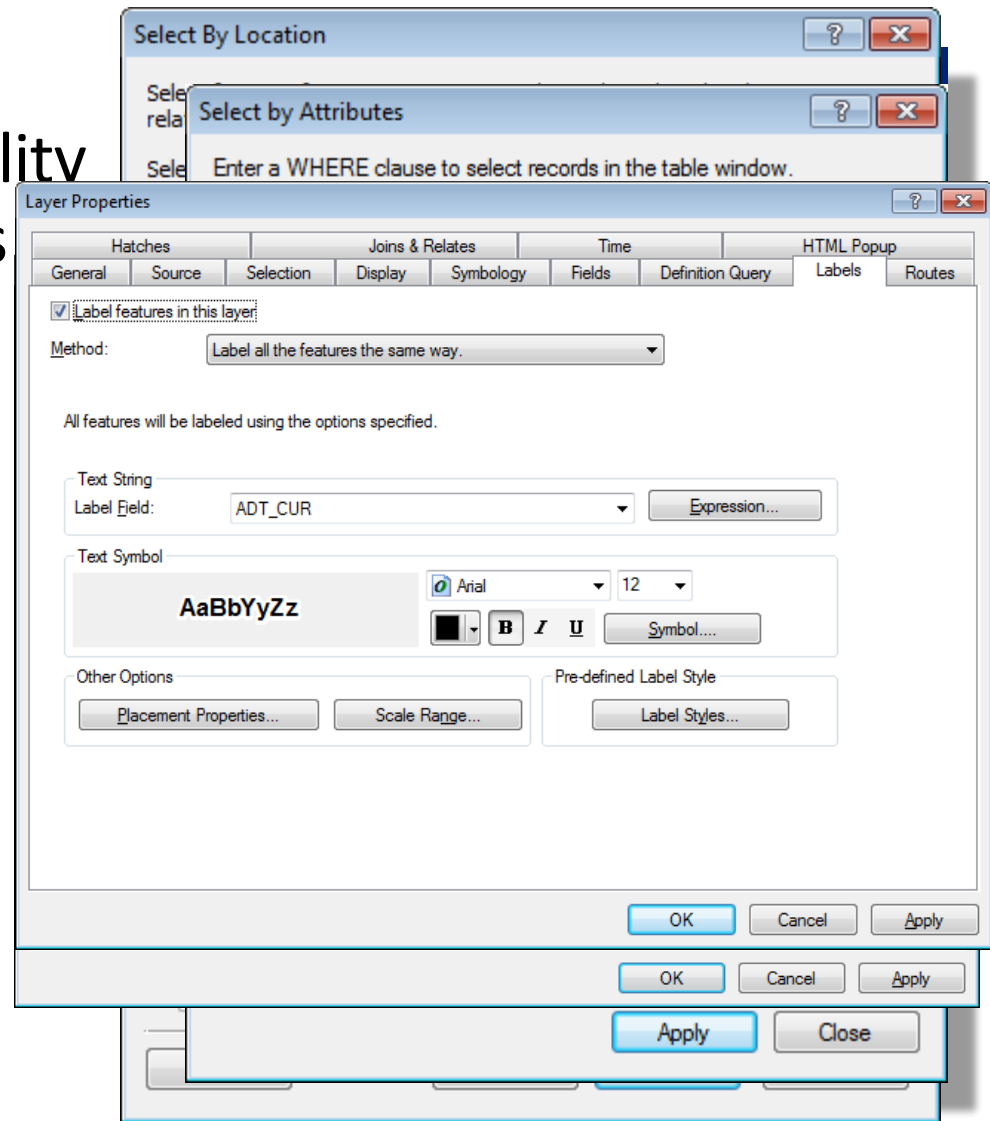 Select By Location
Select by Attributes
Enter a WHERE clause to select records in the table window.
Layer Properties
Hatches Joins & Relates Time HTML Popup
General Source Selection Display Symbology Fields Definition Query Labels Routes
Label features in this layer
Method: Label all the features the same way.
All features will be labeled using the options specified.
Text String
Label Field: ADT_CUR Expression...
Text Symbol
AaBbYyZz
Arial 12
B I U Symbol....
Other Options Pre-defined Label Style
Placement Properties... Scale Range... Label Styles...
OK Cancel Apply
OK Cancel Apply
Apply Close